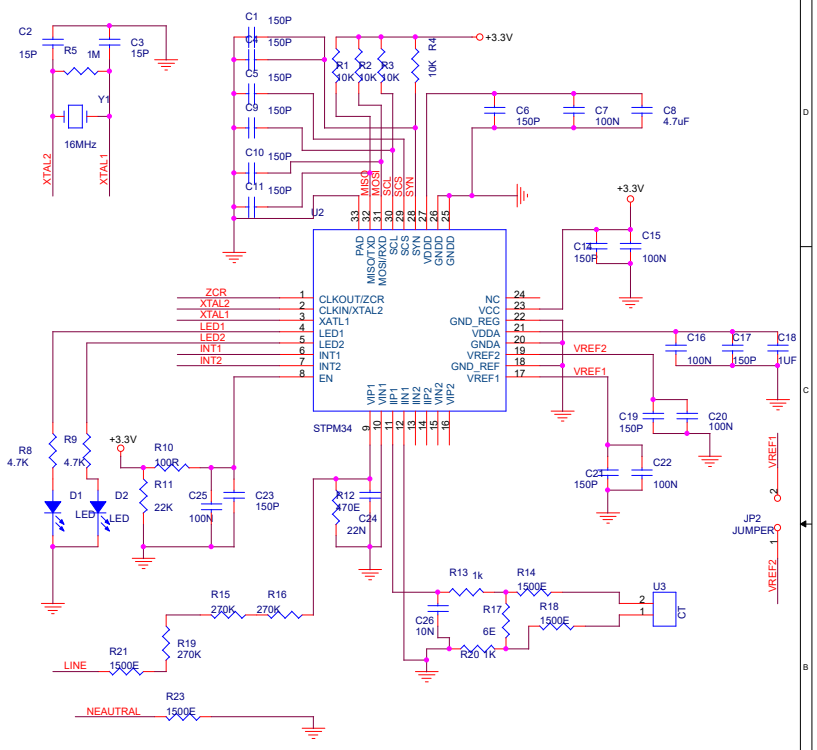 C1
150P
C2
15P
C3
15P
R5
1M
C4
150P
R4
10K
+3.3V
R1
10K
R2
10K
R3
10K
C5
150P
Y1
16MHz
C9
150P
C6
150P
C7
100N
C8
4.7uF
D
XTAL2
XTAL1
C10
150P
C11
150P
MISO
MOSI
SCL
SCS
SYN
U2
33
32
31
30
29
28
27
26
25
PAD
MISO/TXD
MOSI/RXD
SCL
SCS
SYN
VDDD
GNDD
GNDD
+3.3V
C14
150P
C15
100N
ZCR
1
CLKOUT/ZCR
XTAL2
2
CLKIN/XTAL2
XTAL1
3
XATL1
LED1
4
LED1
LED2
5
LED2
INT1
6
INT1
INT2
7
INT2
8
EN
NC
24
VCC
23
GND_REG
22
VDDA
21
GNDA
20
VREF2
19
VREF2
GND_REF
18
VREF1
17
VREF1
C16
100N
C17
150P
C18
1UF
C
VIP1
VIN1
IIP1
IIN1
IIN2
IIP2
VIN2
VIP2
9
10
11
12
13
14
15
16
STPM34
C19
150P
C20
100N
R8
4.7K
R9
4.7K
+3.3V
R10
100R
R11
22K
C25
100N
C23
150P
R12
470E
C24
22N
C21
150P
C22
100N
D1
LED
D2
LED
VREF1
2
JP2
JUMPER
1
VREF2
R13
1k
R14
1500E
U3
2
1
CT
C26
10N
R17
6E
R18
1500E
R20
1K
R15
270K
R16
270K
R19
270K
R21
1500E
LINE
B
R23
1500E
NEAUTRAL